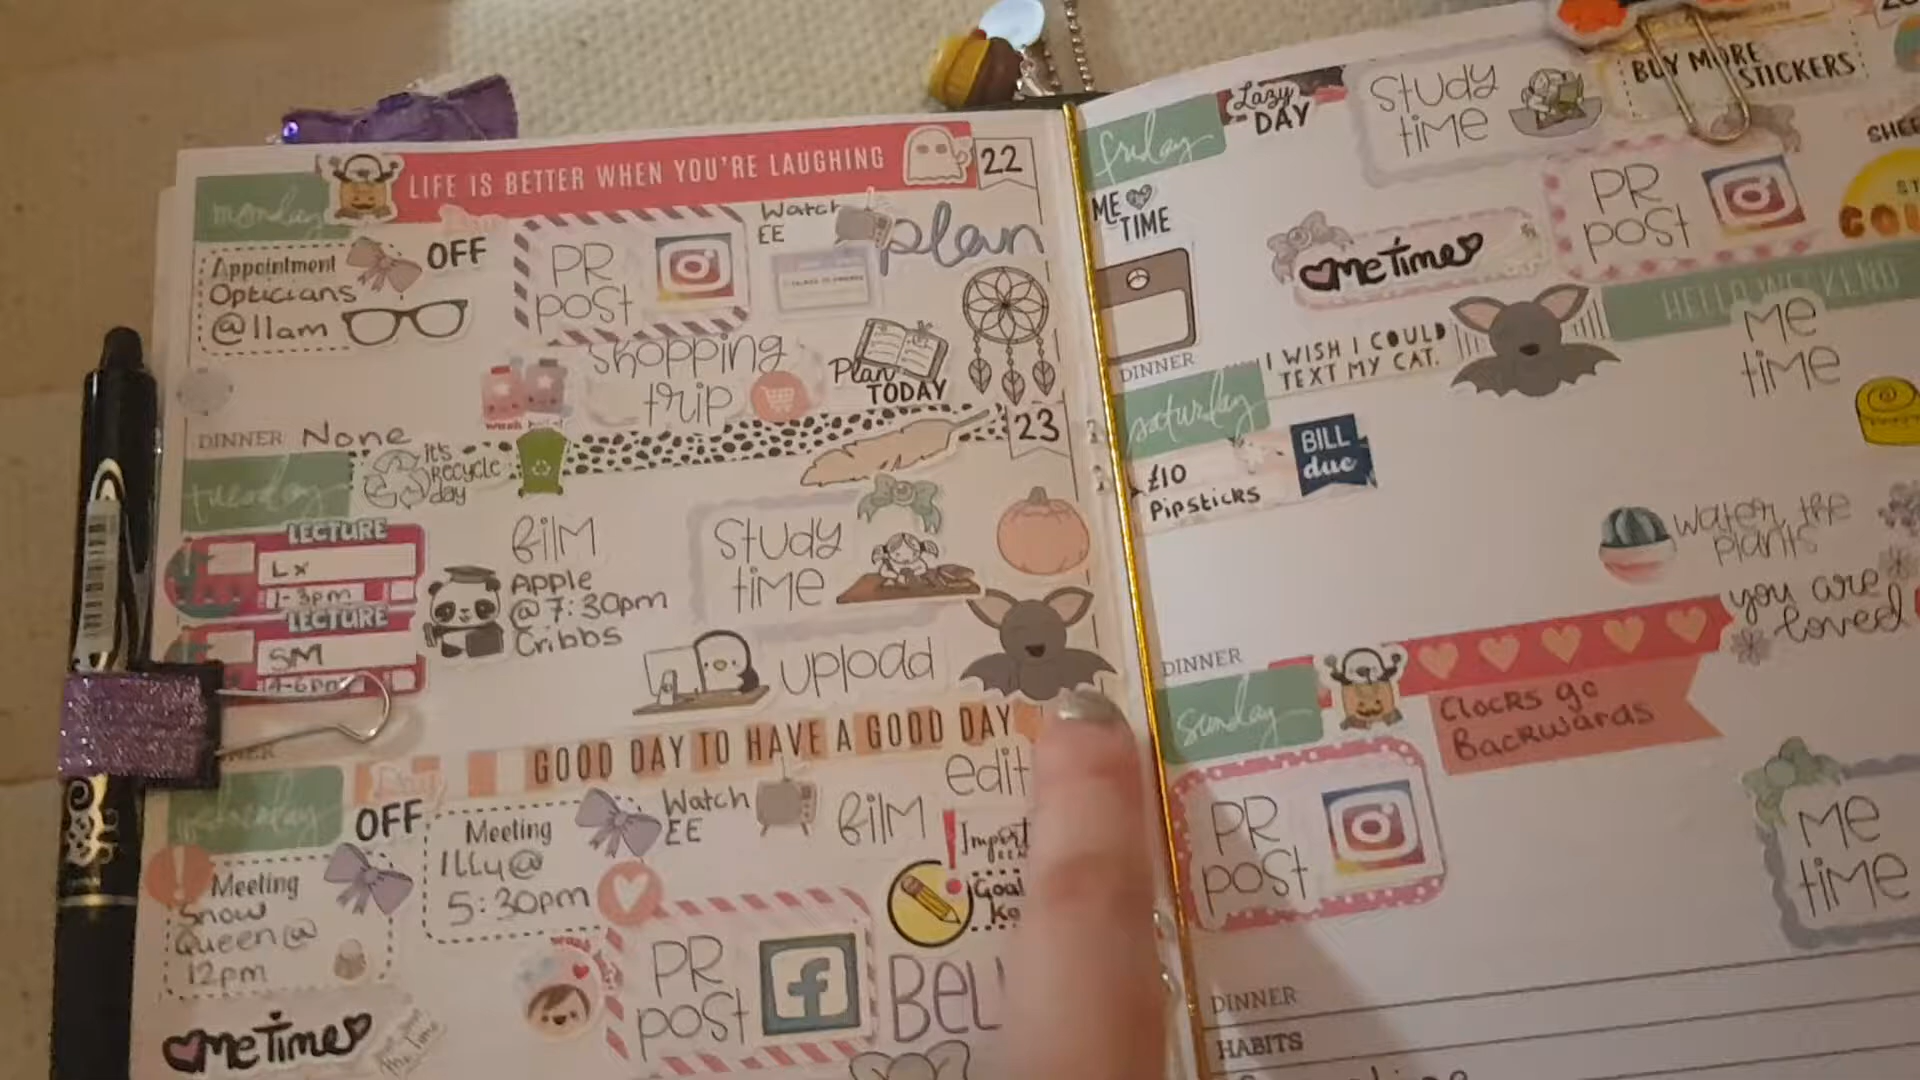 LIFE IS BETTER WHEN YOU'RE LAUGHING
22
monday
Appointment
Opticians
@11am
OFF
PR
post
Watch
EE
plan
shopping
trip
Plan
TODAY
DINNER None
23
tuesday
it's
Recycle
day
LECTURE
Lx
1-3pm
LECTURE
SM
4-6pm
film
Apple
@7:30pm
Cribbs
study
time
upload
GOOD DAY TO HAVE A GOOD DAY
wednesday
OFF
Meeting
Snow
Queen@
12pm
Meeting
Illy@
5:30pm
Watch
EE
film
edit
Goal
PR
post
me Time
friday
Lazy
DAY
study
time
BUY MORE
STICKERS
ME
TIME
me Time
PR
post
DINNER
I WISH I COULD
TEXT MY CAT.
HELLO WEEKEND
me
time
saturday
£10
Pipsticks
BILL
due
water the
plants
you are
loved
DINNER
sunday
Clocks go
Backwards
PR
post
me
time
DINNER
HABITS